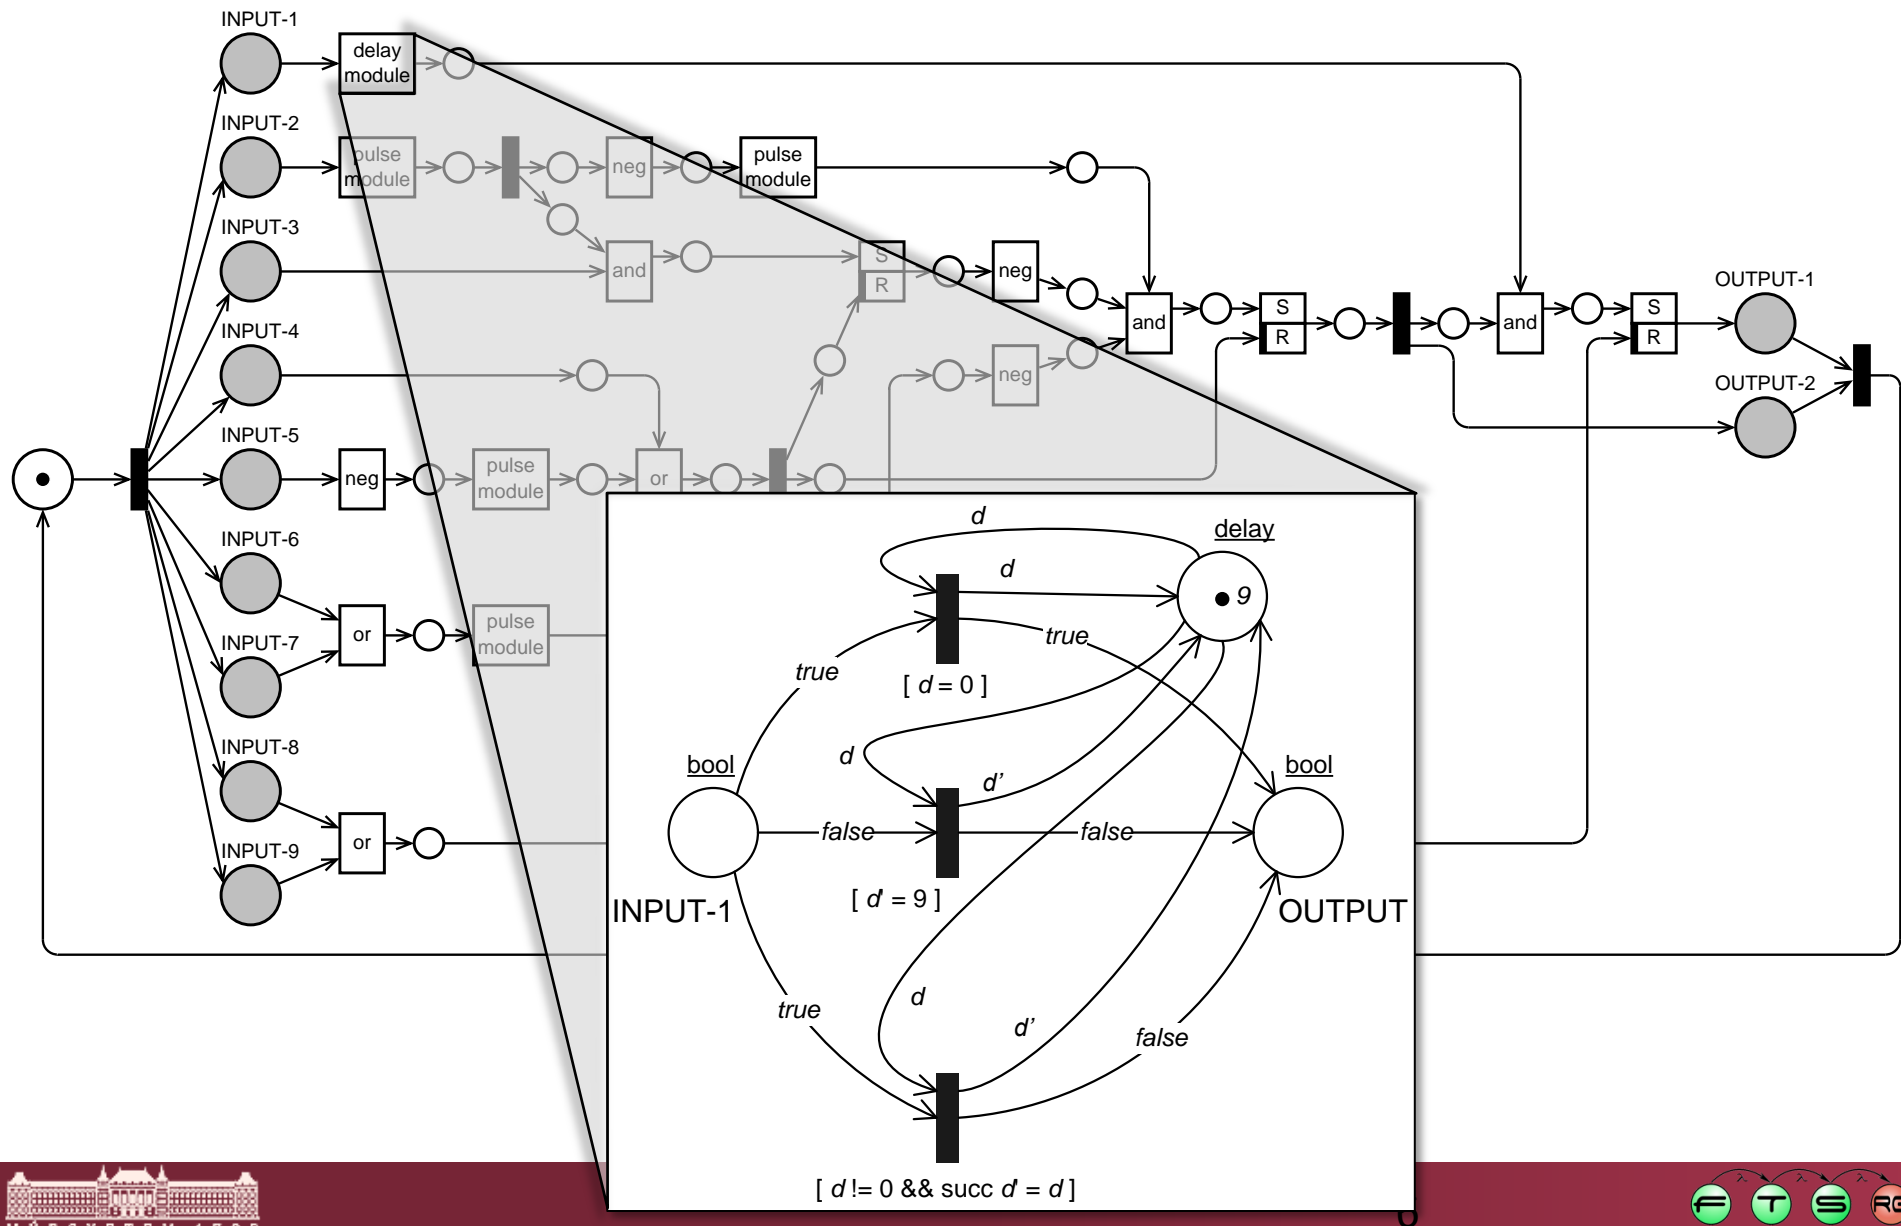 INPUT-1
delay
module
INPUT-2
pulse
module
neg
pulse
module
INPUT-3
and
S
R
neg
and
S
R
and
S
R
OUTPUT-1
INPUT-4
neg
OUTPUT-2
INPUT-5
neg
pulse
module
or
INPUT-6
INPUT-7
or
pulse
module
INPUT-8
INPUT-9
or
d
delay
d
9
true
true
[ d = 0 ]
d
d'
bool
bool
false
false
[ d' = 9 ]
INPUT-1
OUTPUT
true
d
d'
false
[ d != 0 && succ d' = d ]
λ
λ
λ
F
T
S